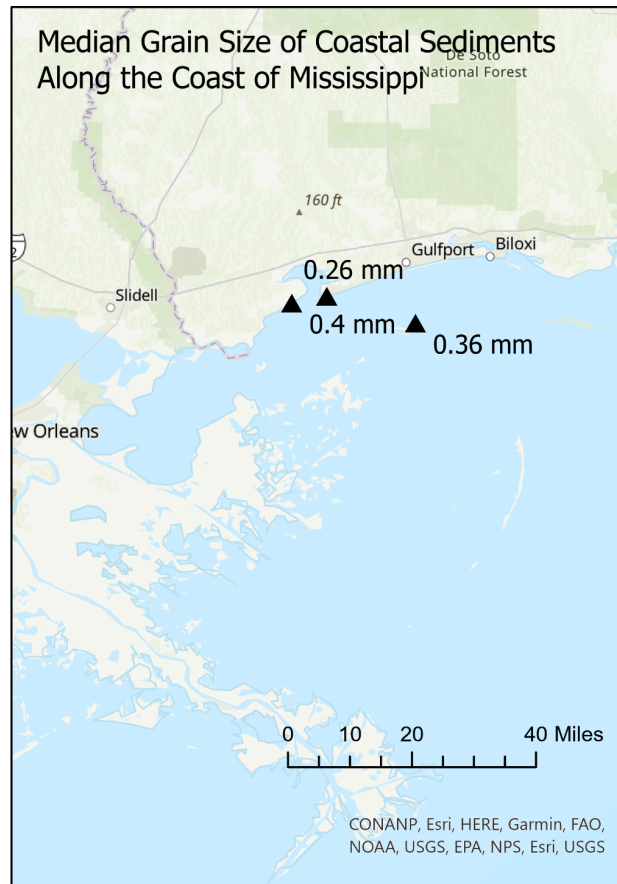 Median Grain Size of Coastal Sediments
Along the Coast of Mississippi
De Soto
National Forest
160 ft
2
Gulfport
Biloxi
0.26 mm
Slidell
0.4 mm
0.36 mm
ew Orleans
0 10 20 40 Miles
CONANP, Esri, HERE, Garmin, FAO,
NOAA, USGS, EPA, NPS, Esri, USGS